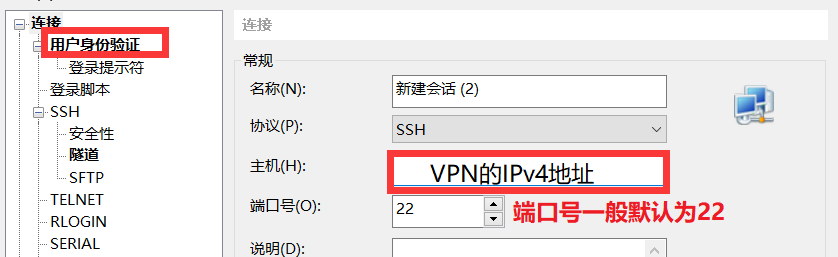 连接
用户身份验证
登录提示符
登录脚本
SSH
安全性
隧道
SFTP
TELNET
RLOGIN
SERIAL
连接
常规
名称(N): 新建会话 (2)
协议(P): SSH
主机(H): VPN的IPv4地址
端口号(O): 22 端口号一般默认为22
说明(D):